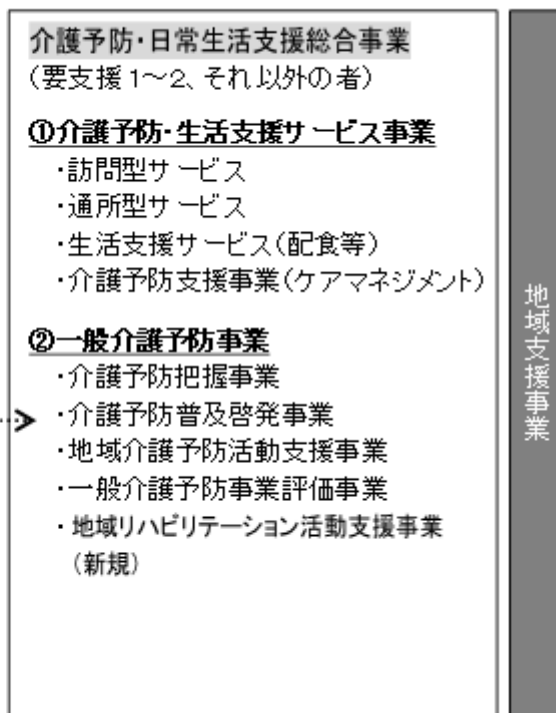 介護予防・日常生活支援総合事業
(要支援1～2、それ以外の者)
①介護予防・生活支援サービス事業
・訪問型サービス
・通所型サービス
・生活支援サービス(配食等)
・介護予防支援事業(ケアマネジメント)
②一般介護予防事業
・介護予防把握事業
・介護予防普及啓発事業
・地域介護予防活動支援事業
・一般介護予防事業評価事業
・地域リハビリテーション活動支援事業
(新規)
地域支援事業